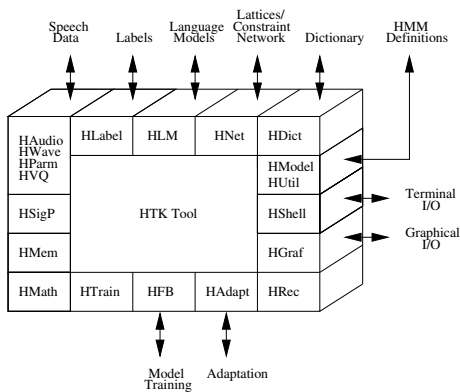 Speech
Data
Labels
Language
Models
Lattices/
Constraint
Network
Dictionary
HMM
Definitions
HAudio
HWave
HParm
HVQ
HLabel
HLM
HNet
HDict
HModel
HUtil
HSigP
HTK Tool
HShell
Terminal
I/O
Graphical
I/O
HMem
HGraf
HMath
HTrain
HFB
HAdapt
HRec
Model
Training
Adaptation